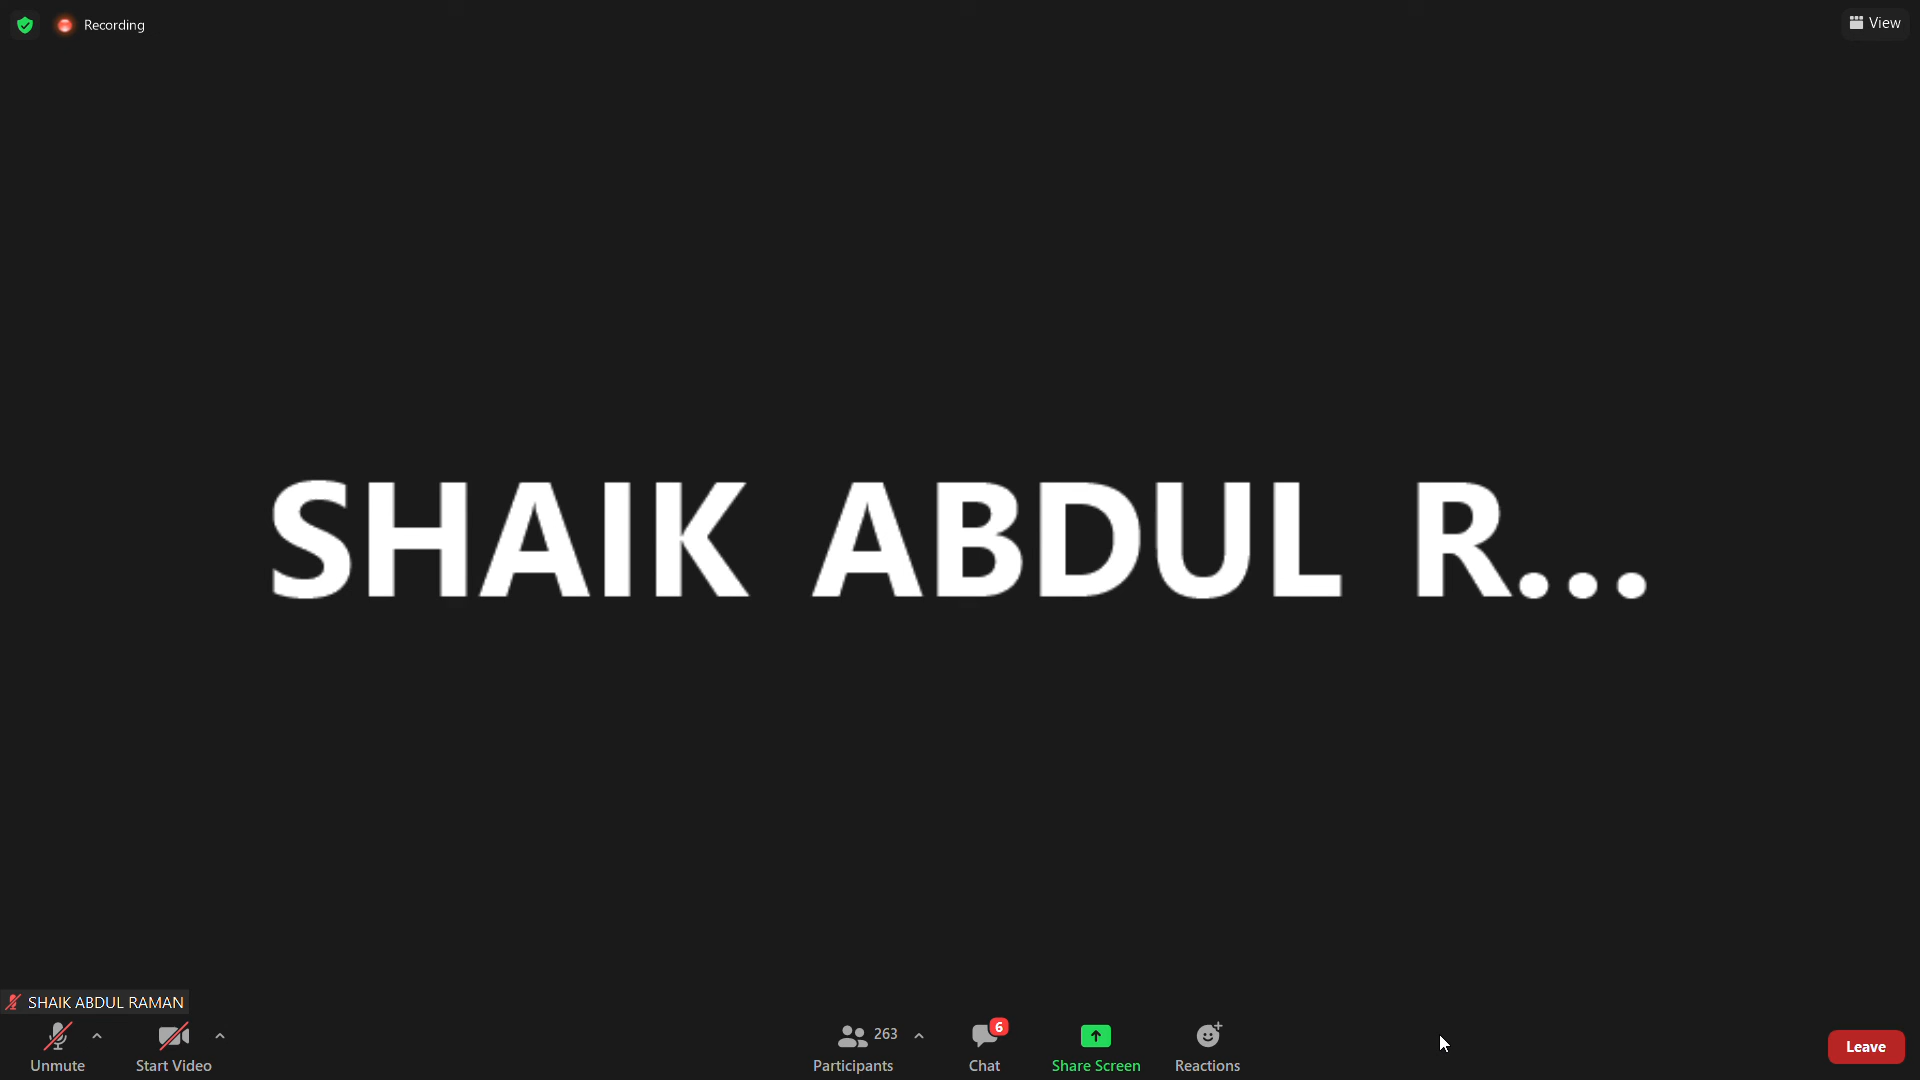 Recording
View
SHAIK ABDUL R...
SHAIK ABDUL RAMAN
263
6
Unmute
Start Video
Participants
Chat
Share Screen
Reactions
Leave